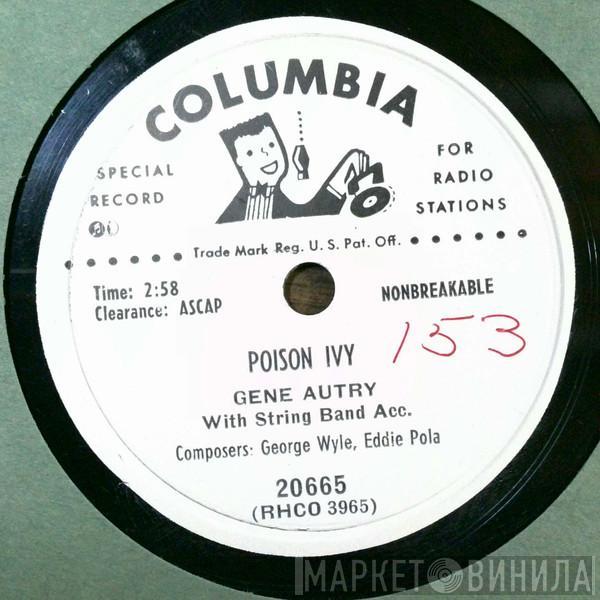 COLUMBIA
SPECIAL
RECORD
FOR
RADIO
STATIONS
Trade Mark Reg. U. S. Pat. Off.
Time: 2:58
Clearance: ASCAP
NONBREAKABLE
153
POISON IVY
GENE AUTRY
With String Band Acc.
Composers: George Wyle, Eddie Pola
20665
(RHCO 3965)
МАРКЕТ ВИНИЛА